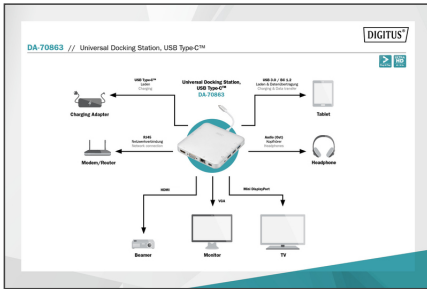 DIGITUS®
DA-70863 // Universal Docking Station, USB Type-C™
USB Type-C™
Laden
Charging
Universal Docking Station,
USB Type-C™
DA-70863
USB 3.0 / BC 1.2
Laden & Datenübertragung
Charging & Data transfer
Charging Adapter
Tablet
RJ45
Netzwerkverbindung
Network connection
Audio (Out)
Kopfhörer
Headphones
Modem/Router
Headphone
HDMI
VGA
Mini DisplayPort
Beamer
Monitor
TV